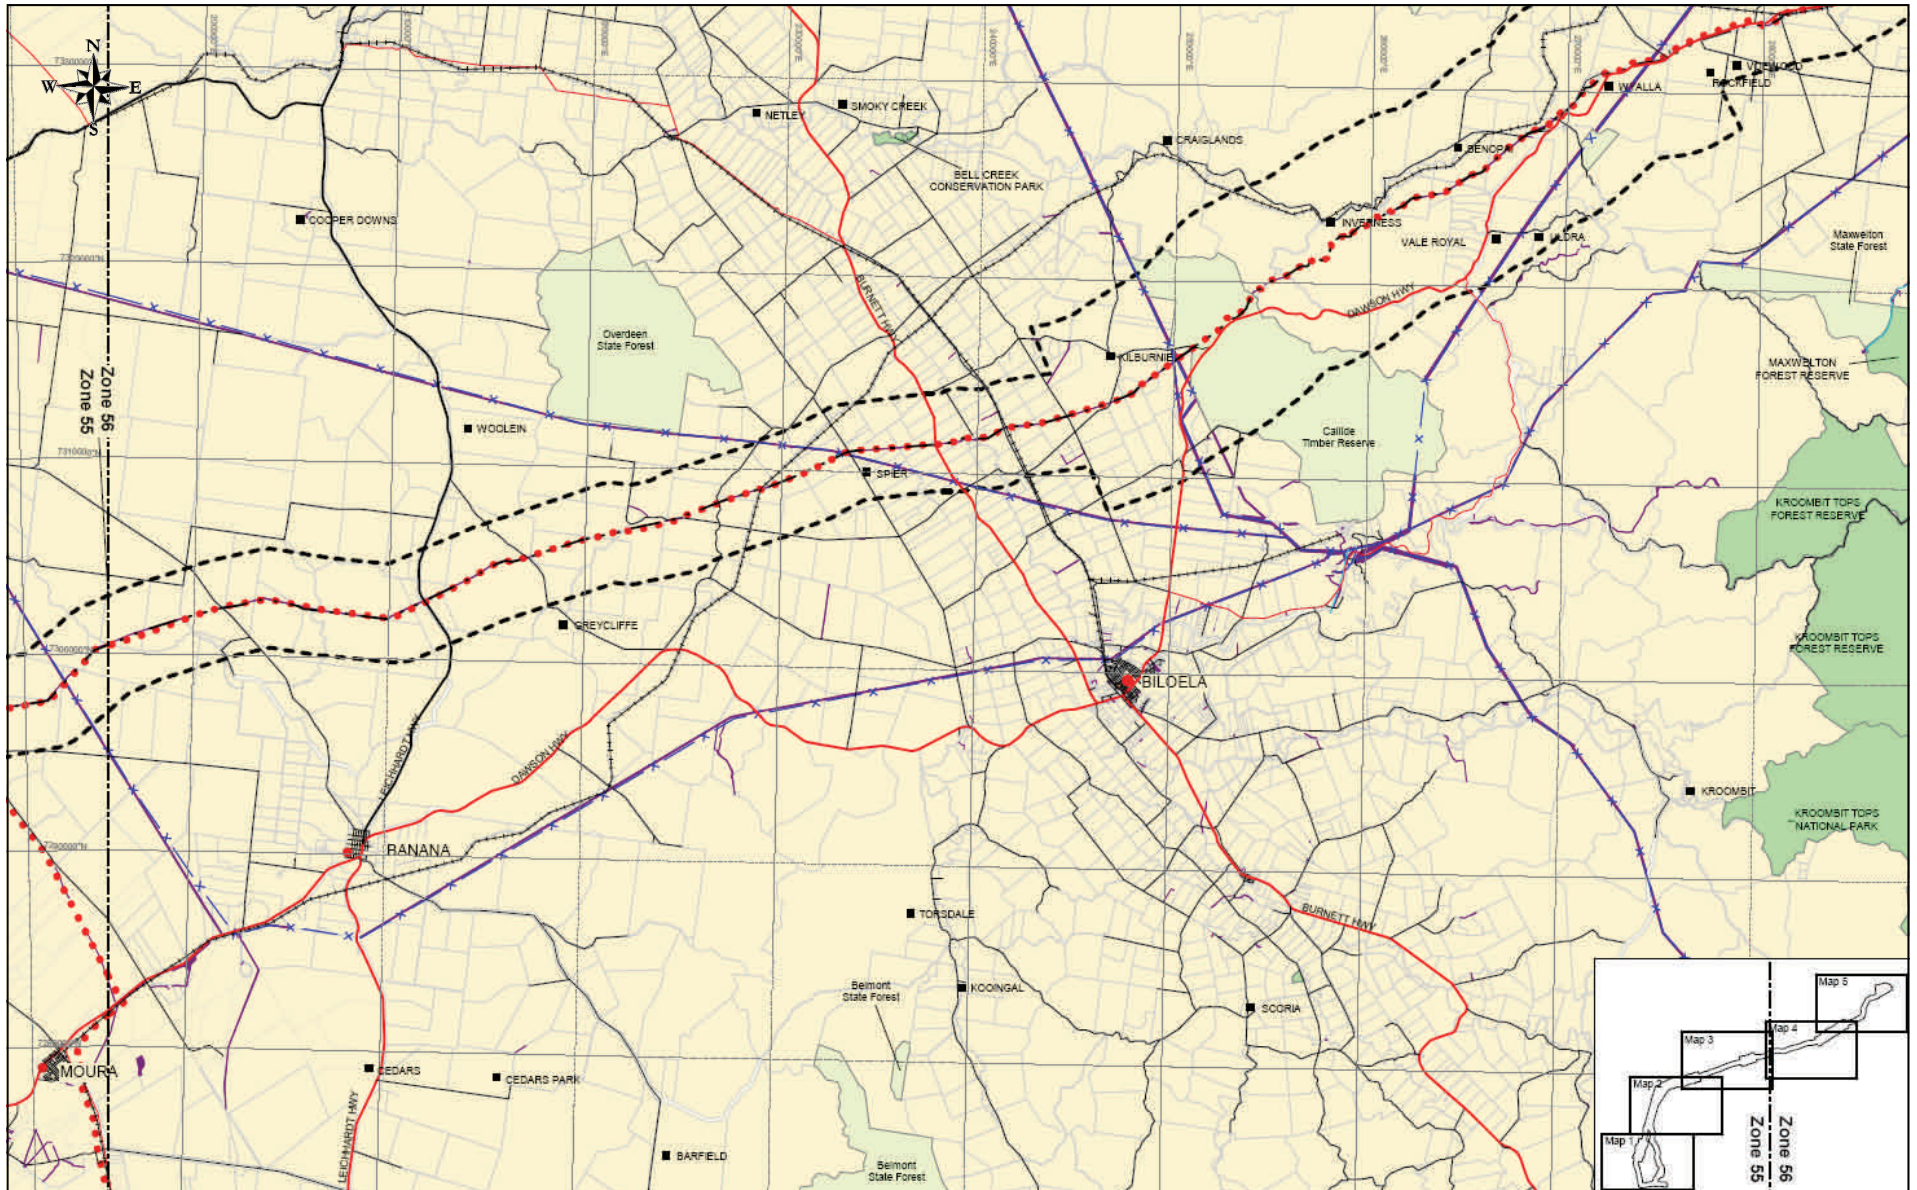 N
W
E
S
NETLEY
SMOKY CREEK
BELL CREEK
CONSERVATION PARK
CRAIGLANDS
BENOPAI
WYALLA
ROCKFIELD
COOPER DOWNS
INVERNESS
VALE ROYAL
Maxwelton
State Forest
BURNETT HWY
DAWSON HWY
Overdeen
State Forest
KILBURNIE
MAXWELTON
FOREST RESERVE
Zone 56
Zone 55
WOOLEIN
SPIER
Callide
Timber Reserve
KROOMBIT TOPS
FOREST RESERVE
GREYCLIFFE
KROOMBIT TOPS
FOREST RESERVE
BILOELA
LEICHHARDT HWY
DAWSON HWY
KROOMBIT
KROOMBIT TOPS
NATIONAL PARK
BANANA
TORSDALE
BURNETT HWY
Belmont
State Forest
KOOINGAL
SCORIA
MOURA
CEDARS
CEDARS PARK
LEICHHARDT HWY
BARFIELD
Belmont
State Forest
Map 5
Map 4
Map 3
Map 2
Map 1
Zone 56
Zone 55